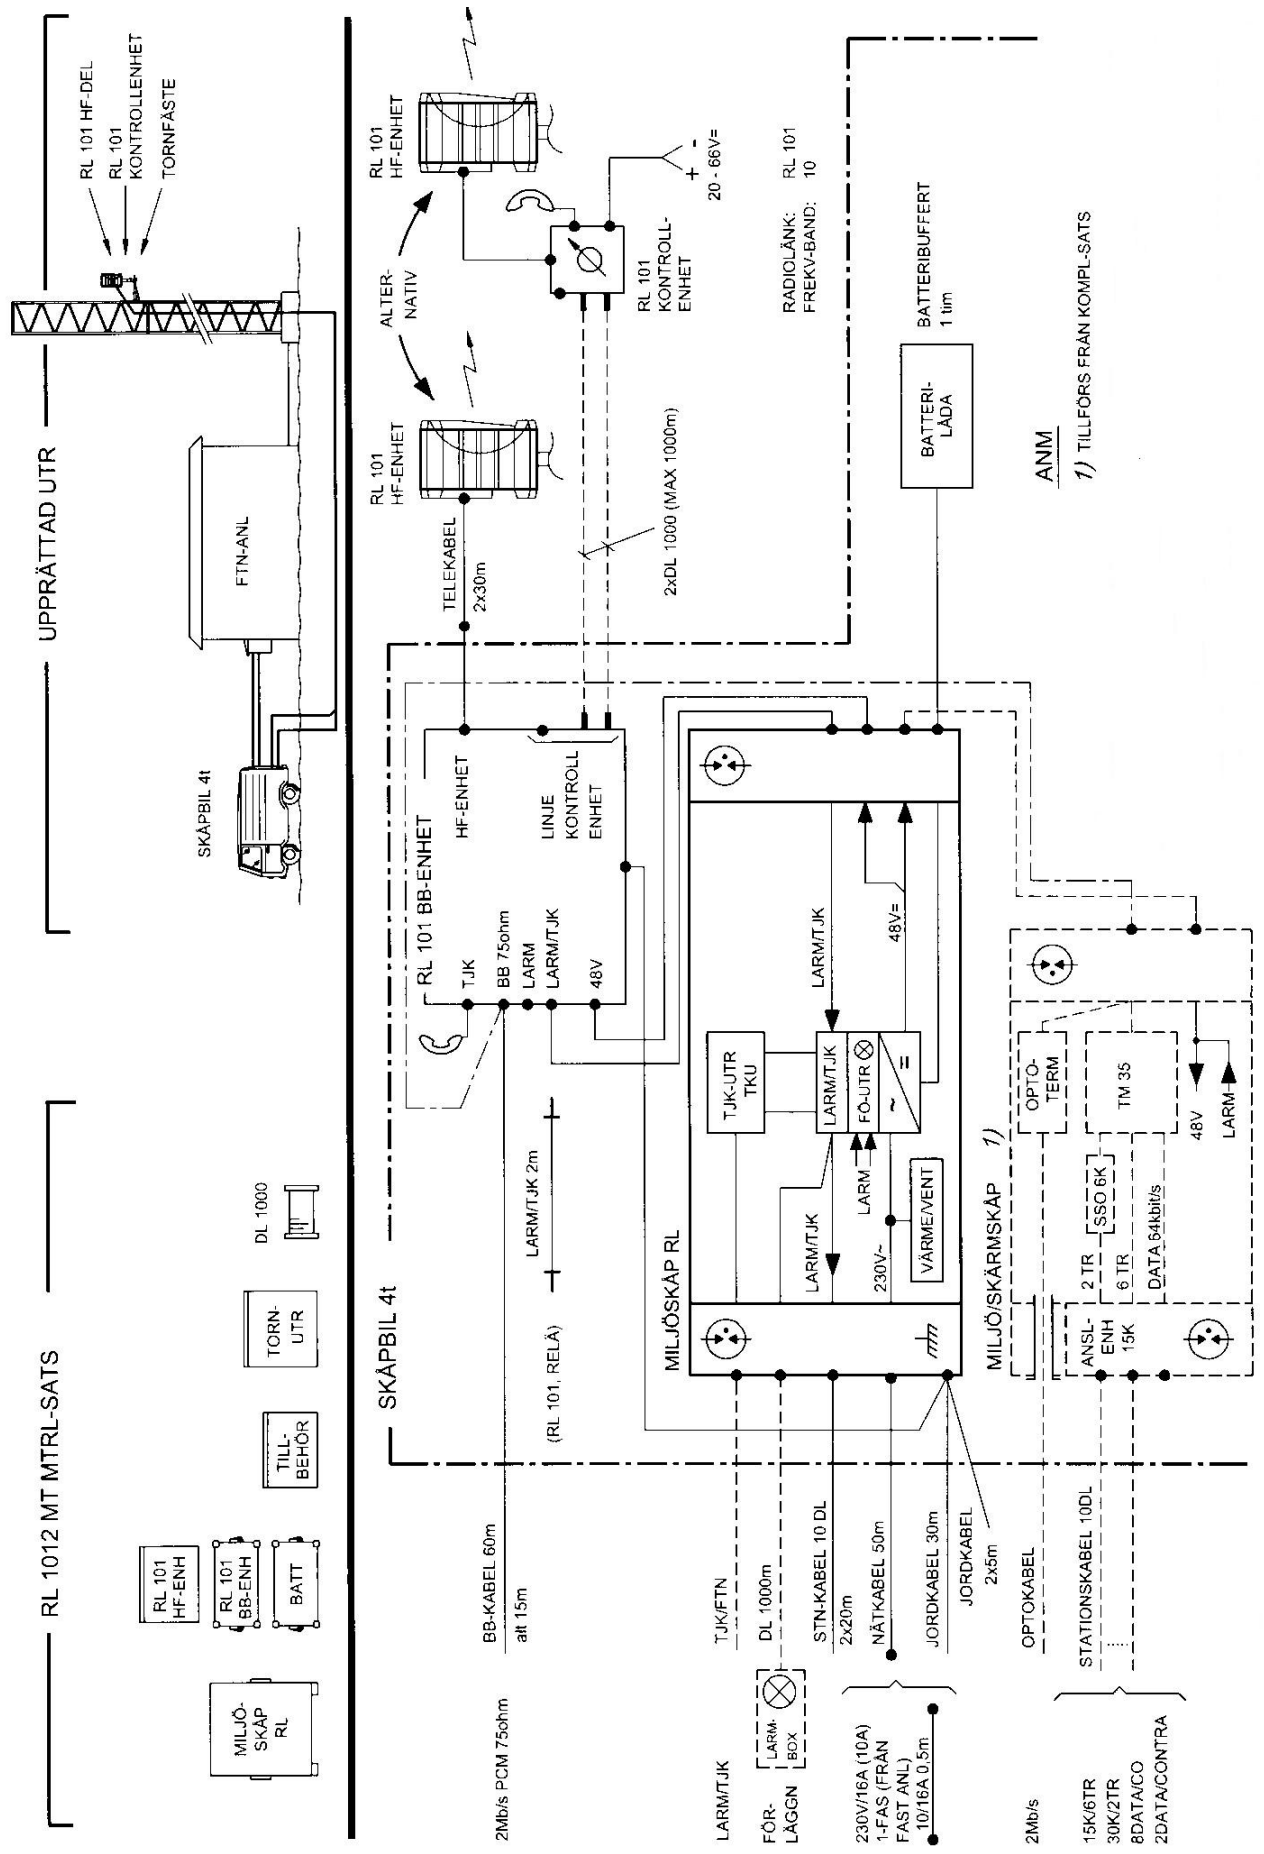 RL 1012 MT MTRL-SATS
UPPRÄTTAD UTR
MILJÖ-
SKÅP
RL
RL 101
HF-ENH
RL 101
BB-ENH
BATT
TILL-
BEHÖR
TORN-
UTR
DL 1000
SKÅPBIL 4t
FTN-ANL
RL 101 HF-DEL
RL 101
KONTROLLENHET
TORNFÄSTE
SKÅPBIL 4t
2Mb/s PCM 75ohm
BB-KABEL 60m
alt 15m
(RL 101, RELÄ)
LARM/TJK 2m
RL 101 BB-ENHET
TJK
BB 75ohm
LARM
LARM/TJK
48V
HF-ENHET
LINJE
KONTROLL
ENHET
TELEKABEL
2x30m
RL 101
HF-ENHET
ALTER-
NATIV
RL 101
HF-ENHET
2xDL 1000 (MAX 1000m)
RL 101
KONTROLL-
ENHET
+ -
20 - 66V=
RADIOLÄNK: RL 101
FREKV-BAND: 10
MILJÖSKÅP RL
LARM/TJK
TJK/FTN
FÖR-
LÄGGN
LARM-
BOX
DL 1000m
STN-KABEL 10 DL
2x20m
230V/16A (10A)
1-FAS (FRÅN
FAST ANL)
10/16A 0,5m
NÄTKABEL 50m
JORDKABEL 30m
JORDKABEL
2x5m
TJK-UTR
TKU
LARM/TJK
LARM/TJK
LARM/TJK
LARM
FÖ-UTR
~
=
230V~
VÄRME/VENT
48V=
BATTERI-
LÅDA
BATTERIBUFFERT
1 tim
MILJÖ/SKÄRMSKÅP 1)
2Mb/s
OPTOKABEL
OPTO-
TERM
15K/6TR
30K/2TR
8DATA/CO
2DATA/CONTRA
STATIONSKABEL 10DL
ANSL-
ENH
15K
2 TR
SSO 6K
6 TR
DATA 64kbit/s
TM 35
48V
LARM
ANM
1) TILLFÖRS FRÅN KOMPL-SATS